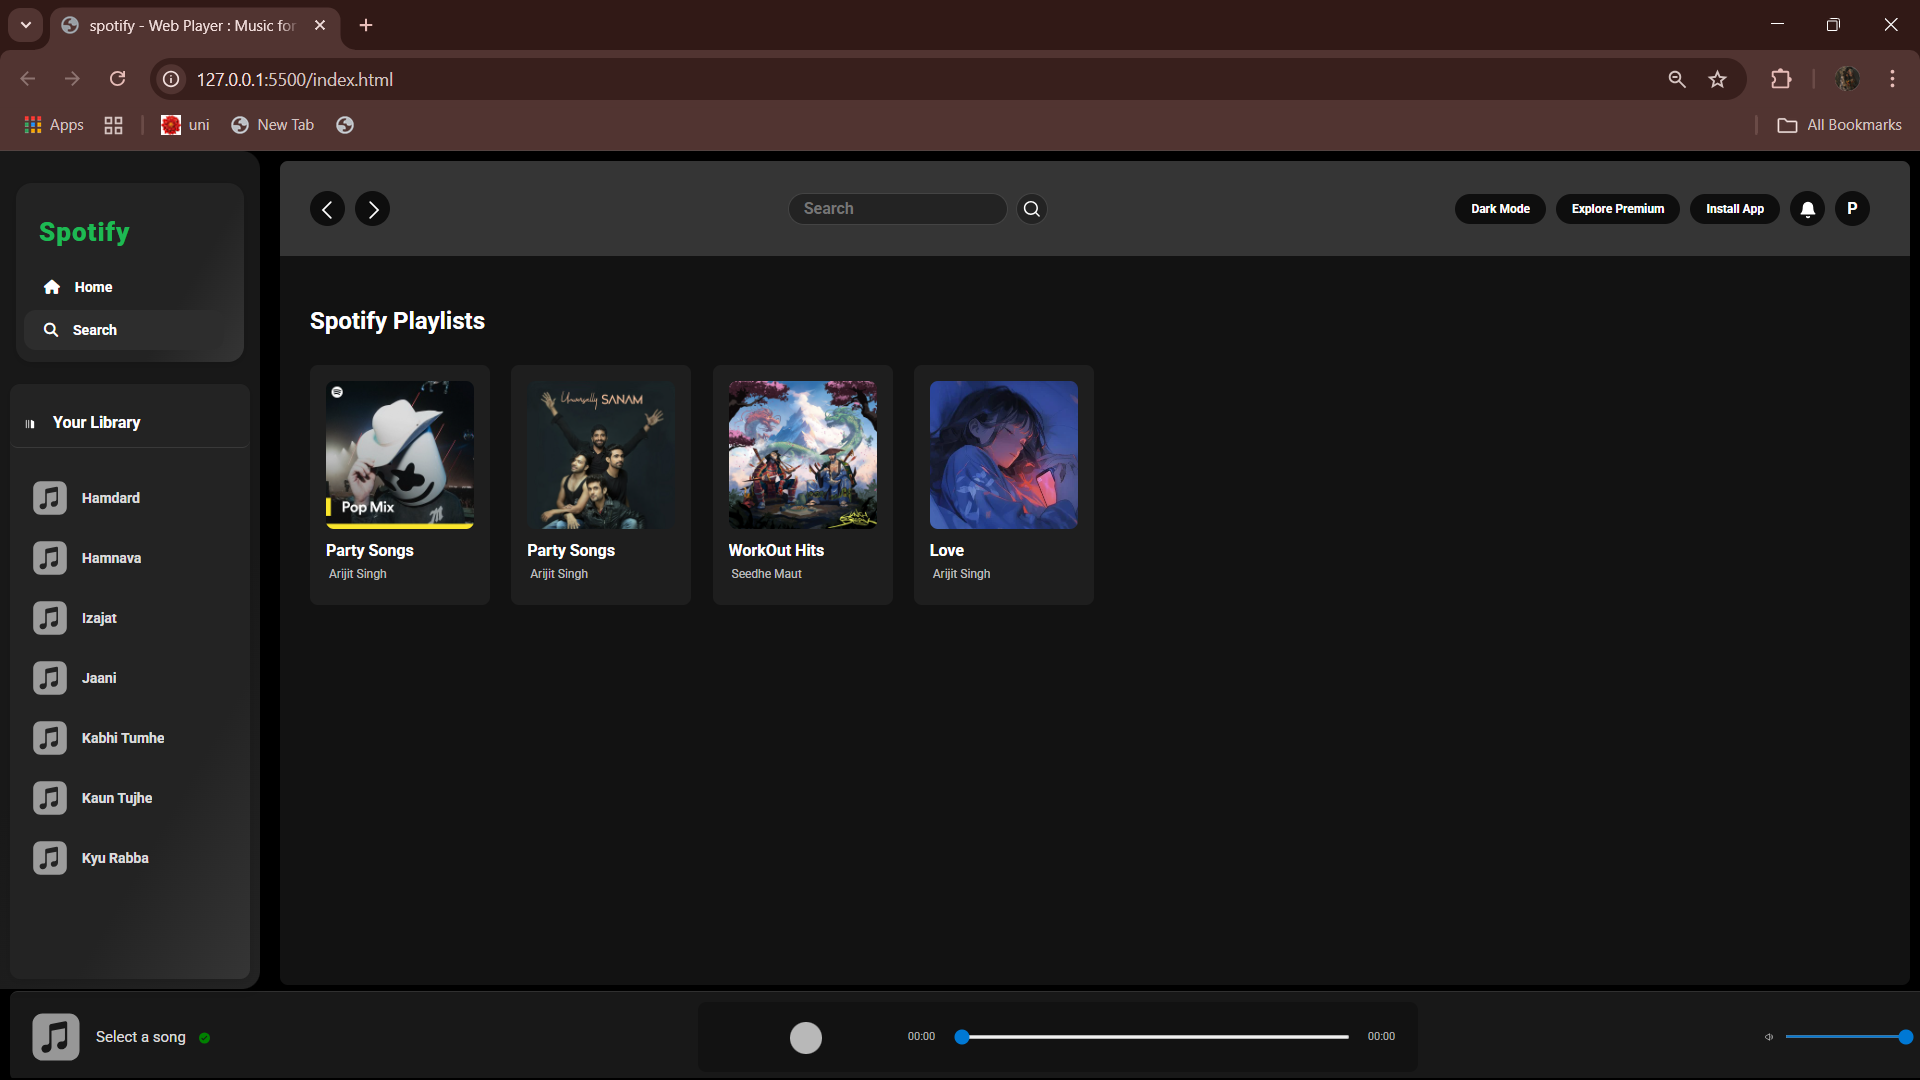 spotify - Web Player : Music for
127.0.0.1:5500/index.html
Apps
uni
New Tab
All Bookmarks
Spotify
Home
Search
Your Library
Hamdard
Hamnava
Izajat
Jaani
Kabhi Tumhe
Kaun Tujhe
Kyu Rabba
Search
Dark Mode
Explore Premium
Install App
P
Spotify Playlists
Pop Mix
Party Songs
Arijit Singh
Universally SANAM
Party Songs
Arijit Singh
WorkOut Hits
Seedhe Maut
Love
Arijit Singh
Select a song
00:00
00:00